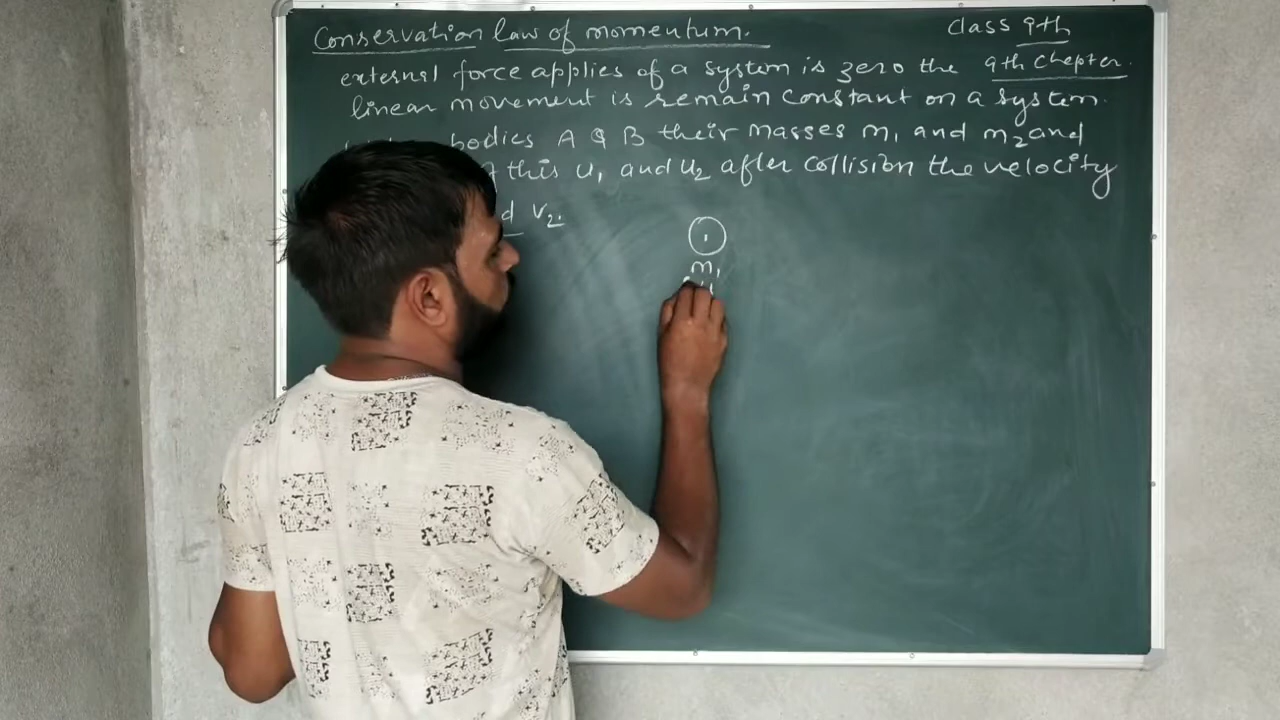 Conservation law of momentum. Class 9th
external force applies of a system is zero the 9th Chepter.
linear movement is remain constant on a system.
bodies A & B their masses m₁ and m₂ and
this u₁ and u₂ after collision the velocity
d v₂.
m₁